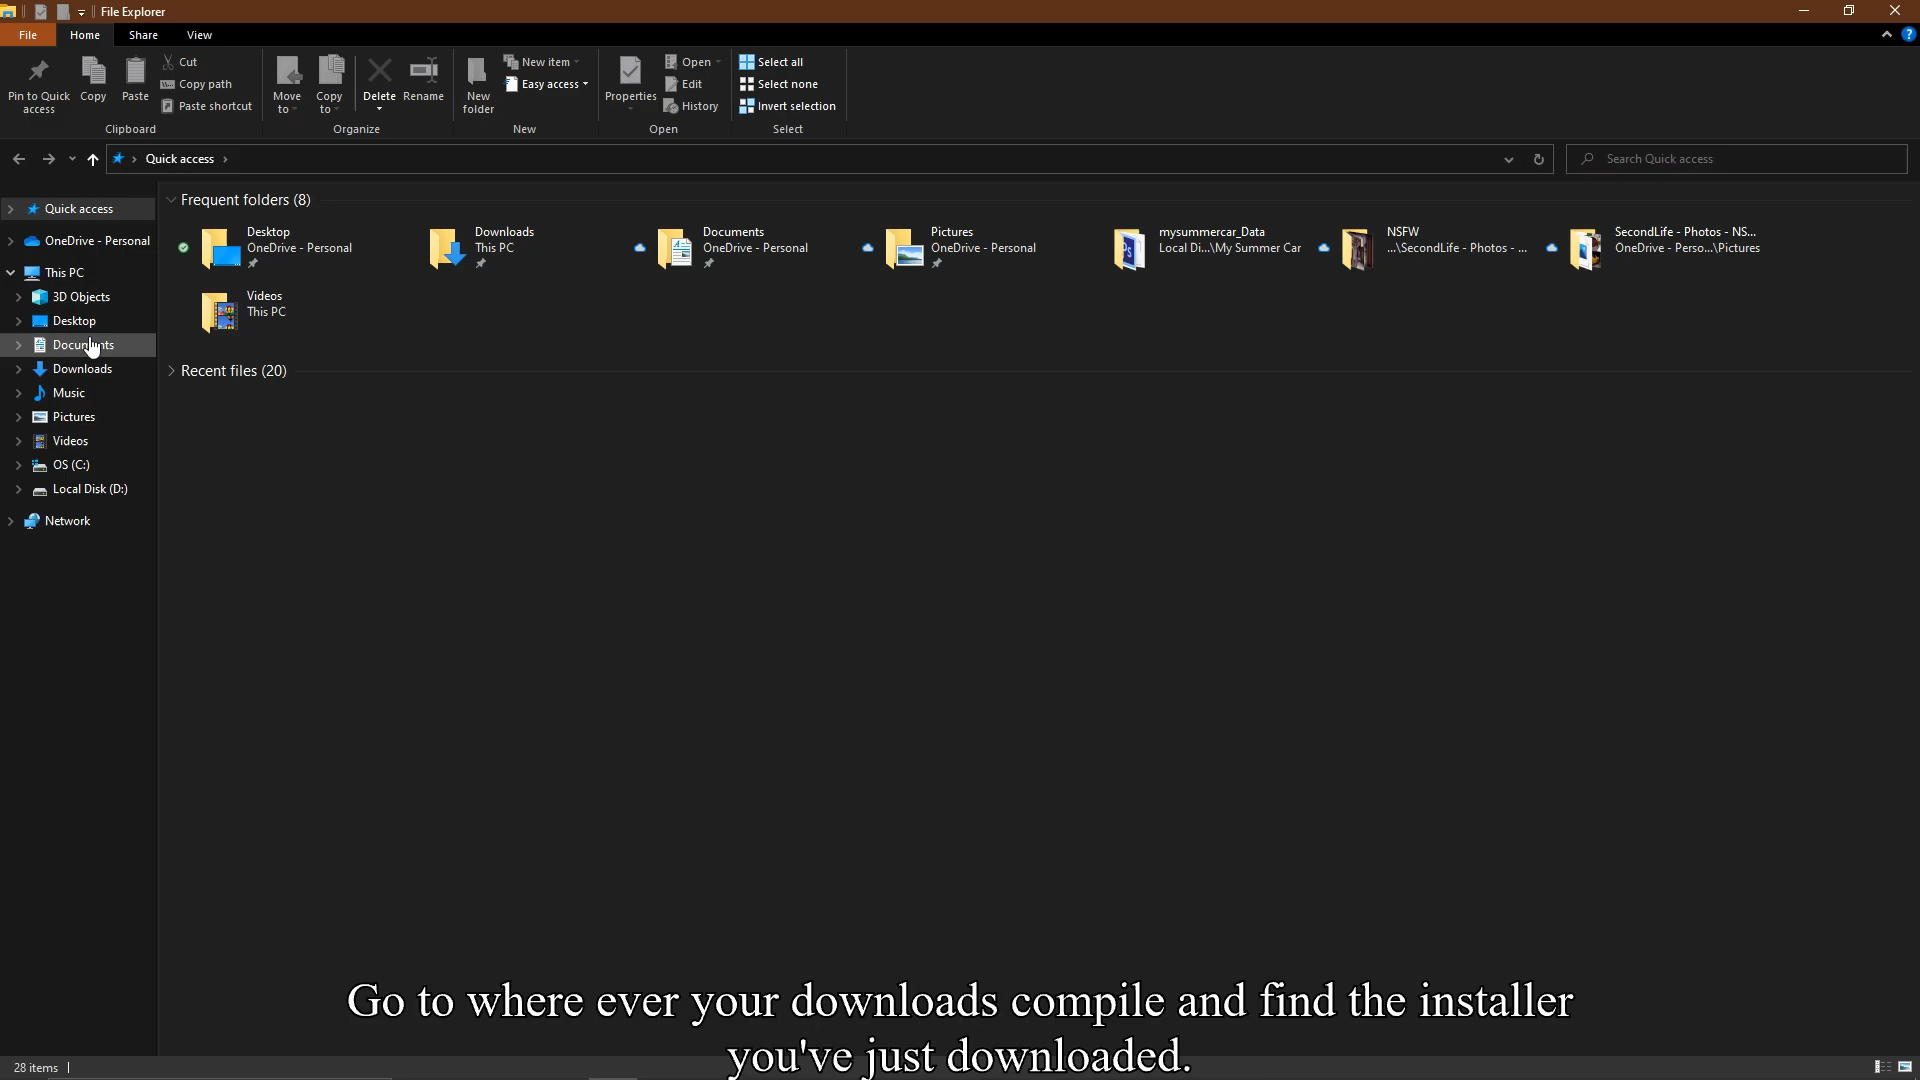 File Explorer
File Home Share View
Pin to Quick access
Copy
Paste
Cut
Copy path
Paste shortcut
Clipboard
Move to
Copy to
Delete
Rename
Organize
New folder
New item
Easy access
New
Properties
Open
Edit
History
Open
Select all
Select none
Invert selection
Select
Quick access
Search Quick access
Quick access
OneDrive - Personal
This PC
3D Objects
Desktop
Documents
Downloads
Music
Pictures
Videos
OS (C:)
Local Disk (D:)
Network
Frequent folders (8)
Desktop
OneDrive - Personal
Downloads
This PC
Documents
OneDrive - Personal
Pictures
OneDrive - Personal
mysummercar_Data
Local Di...\My Summer Car
NSFW
...\SecondLife - Photos - ...
SecondLife - Photos - NS...
OneDrive - Perso...\Pictures
Videos
This PC
Recent files (20)
Go to where ever your downloads compile and find the installer
you've just downloaded.
28 items